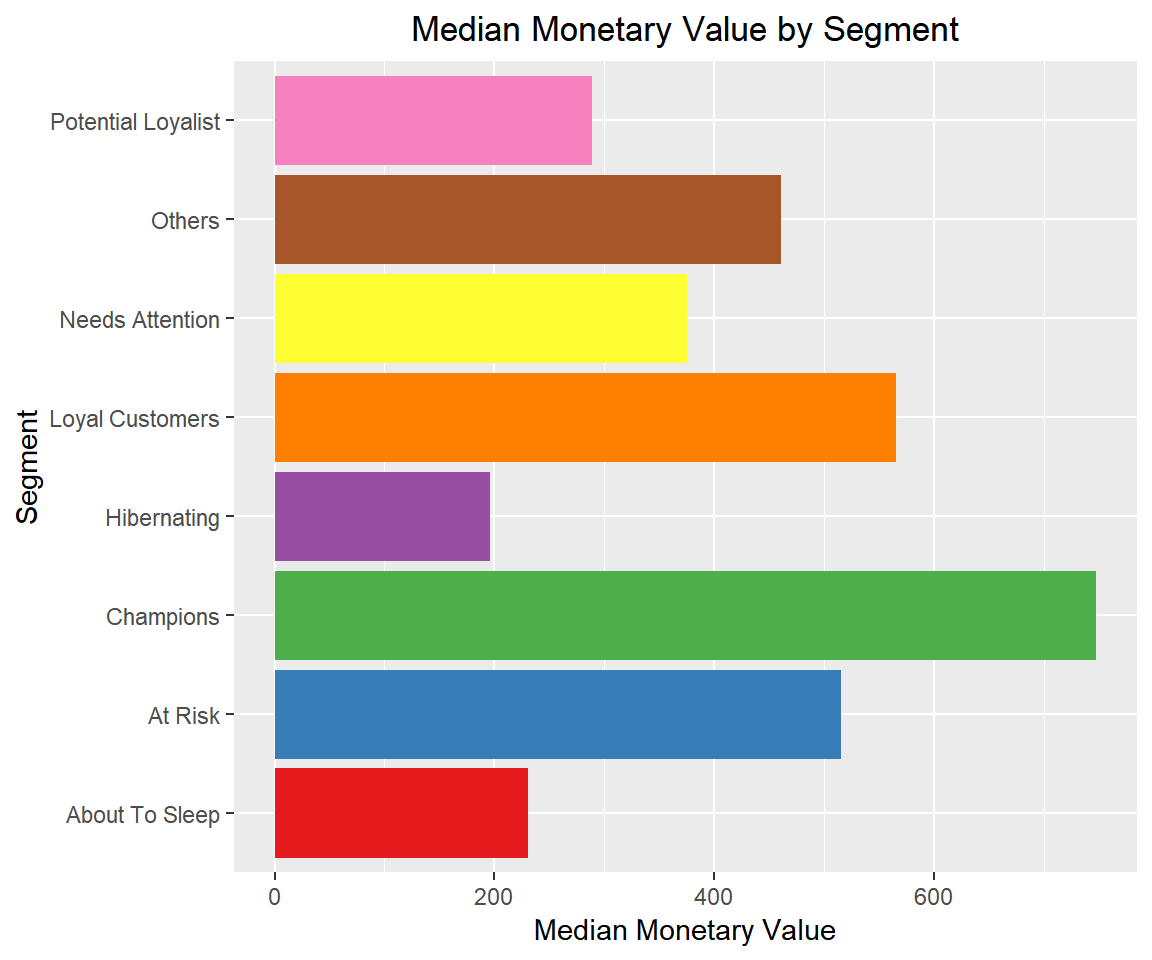 Median Monetary Value by Segment
Potential Loyalist
Others
Needs Attention
Loyal Customers
Hibernating
Champions
At Risk
About To Sleep
Segment
0 200 400 600
Median Monetary Value